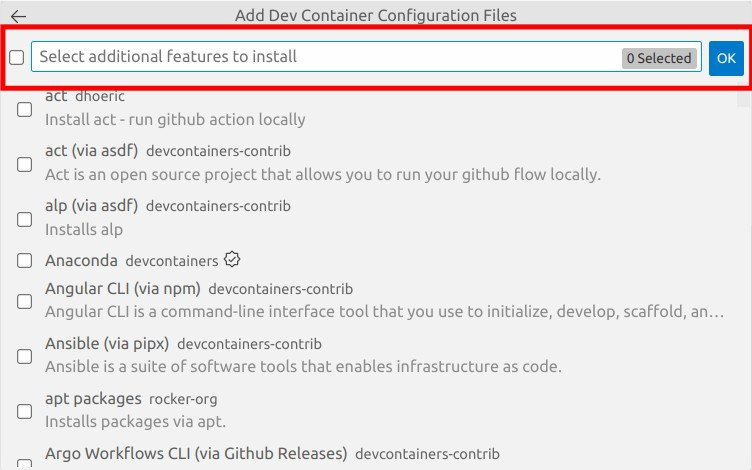 Add Dev Container Configuration Files
Select additional features to install 0 Selected OK
act dhoeric
Install act - run github action locally
act (via asdf) devcontainers-contrib
Act is an open source project that allows you to run your github flow locally.
alp (via asdf) devcontainers-contrib
Installs alp
Anaconda devcontainers
Angular CLI (via npm) devcontainers-contrib
Angular CLI is a command-line interface tool that you use to initialize, develop, scaffold, an…
Ansible (via pipx) devcontainers-contrib
Ansible is a suite of software tools that enables infrastructure as code.
apt packages rocker-org
Installs packages via apt.
Argo Workflows CLI (via Github Releases) devcontainers-contrib